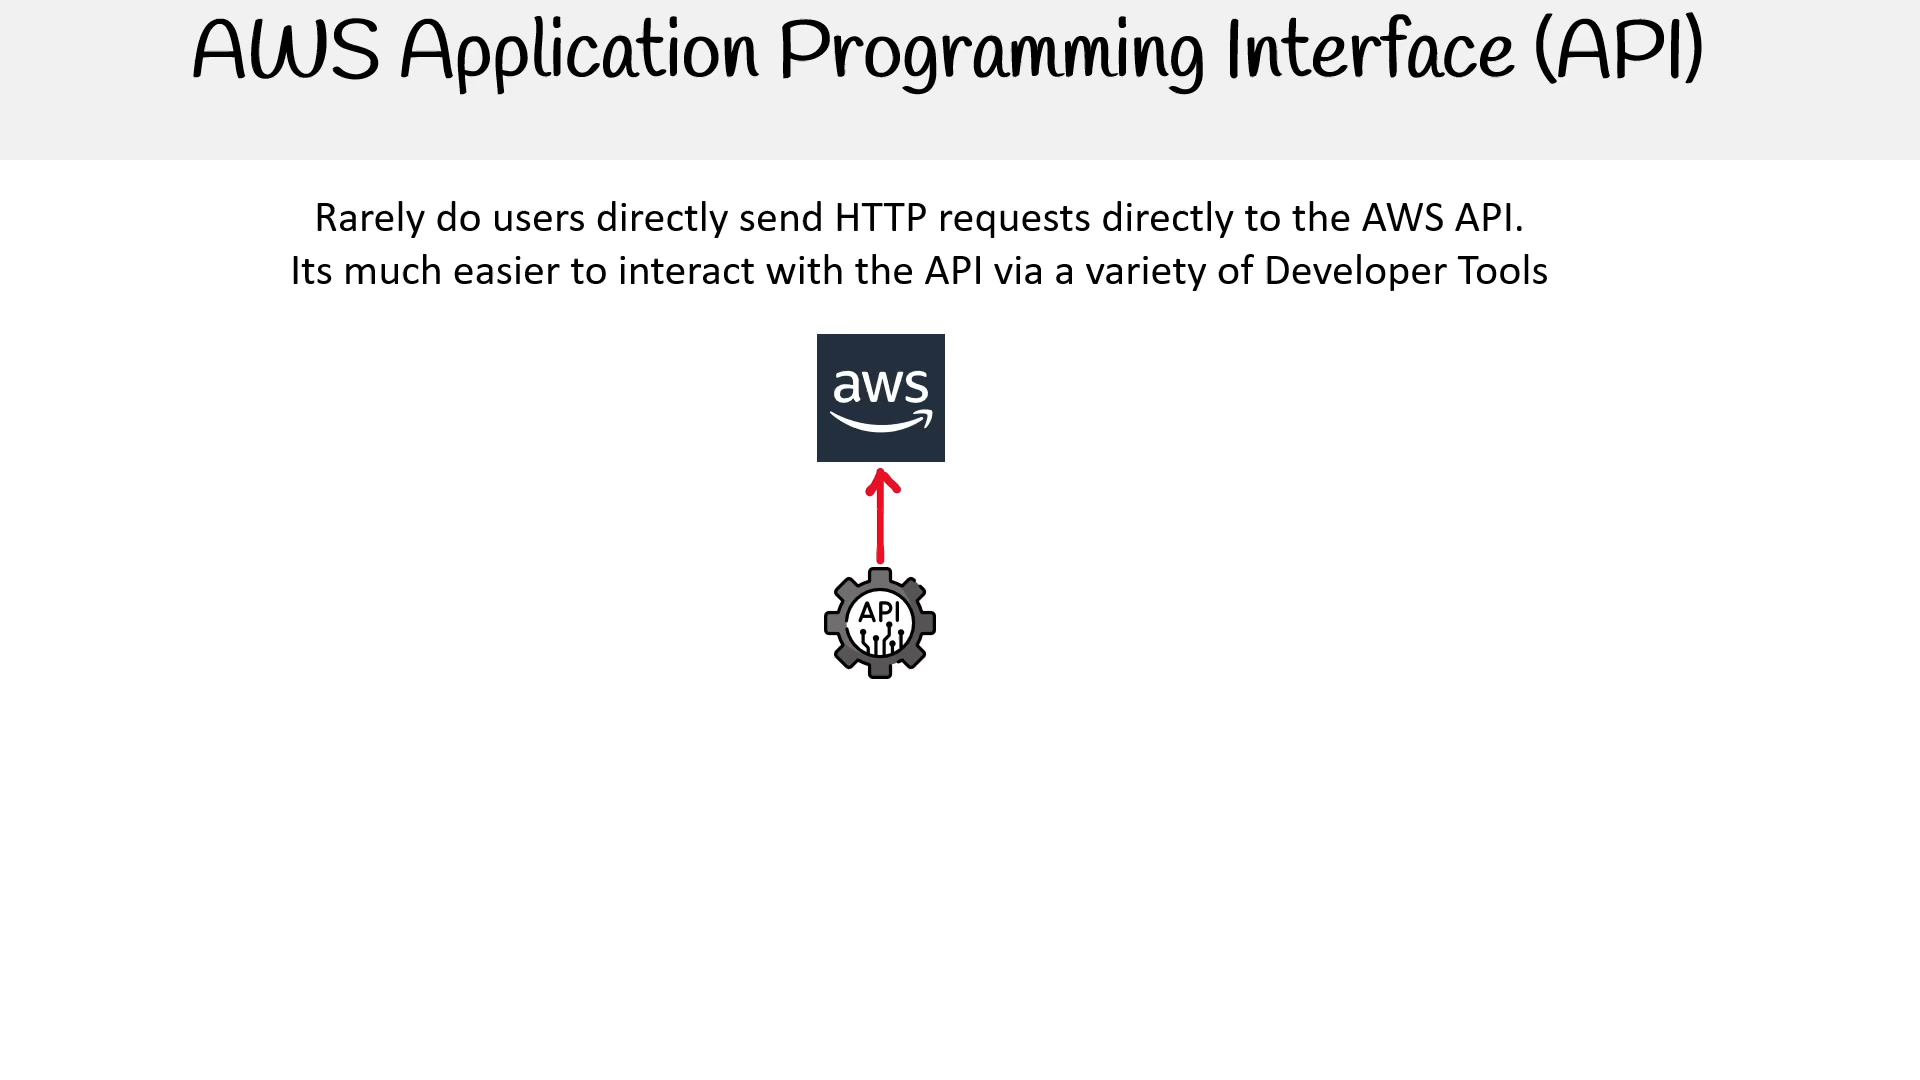 AWS Application Programming Interface (API)
Rarely do users directly send HTTP requests directly to the AWS API.
Its much easier to interact with the API via a variety of Developer Tools
aws
API